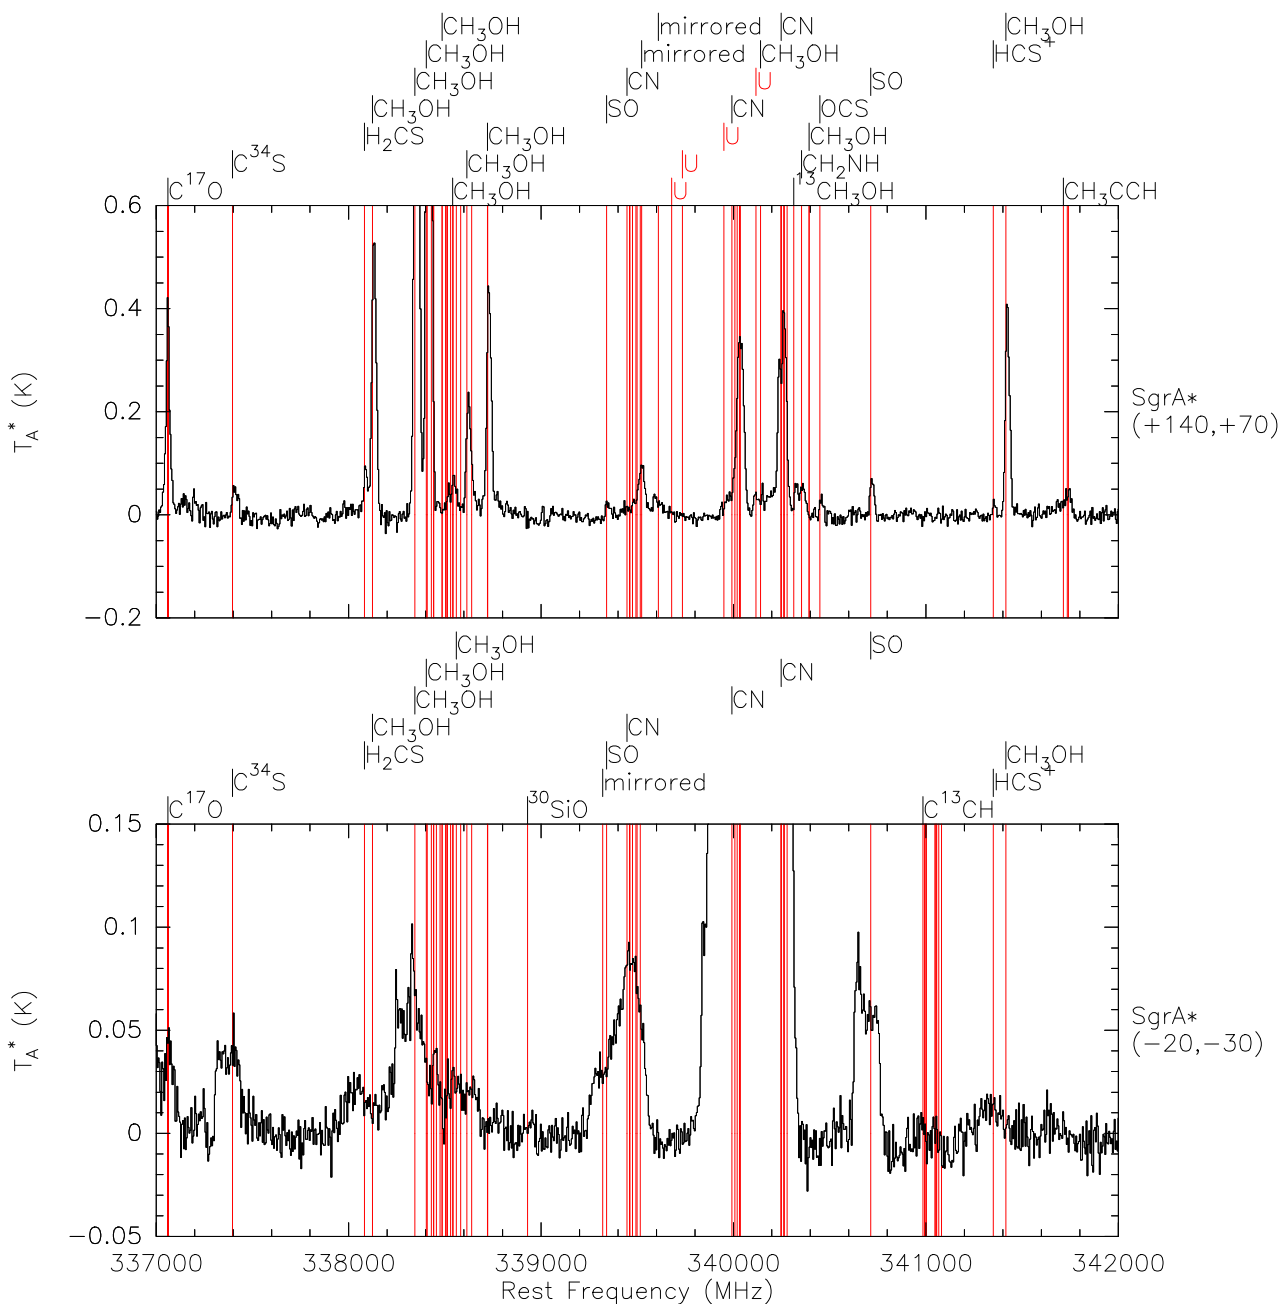 CH₃OH CN CH₃OH
mirrored
CH₃OH mirrored CH₃OH HCS⁺
CH₃OH CN U SO
CH₃OH SO CN OCS
H₂CS CH₃OH U CH₃OH
C³⁴S CH₃OH U CH₂NH
C¹⁷O CH₃OH U ¹³CH₃OH CH₃CCH
0.6
0.4
0.2
0
−0.2
T_A* (K)
SgrA*
(+140,+70)
CH₃OH SO
CH₃OH CN
CH₃OH CN
CH₃OH CN
H₂CS SO CH₃OH
C³⁴S mirrored HCS⁺
C¹⁷O ³⁰SiO C¹³CH
0.15
0.1
0.05
0
−0.05
T_A* (K)
SgrA*
(−20,−30)
337000 338000 339000 340000 341000 342000
Rest Frequency (MHz)